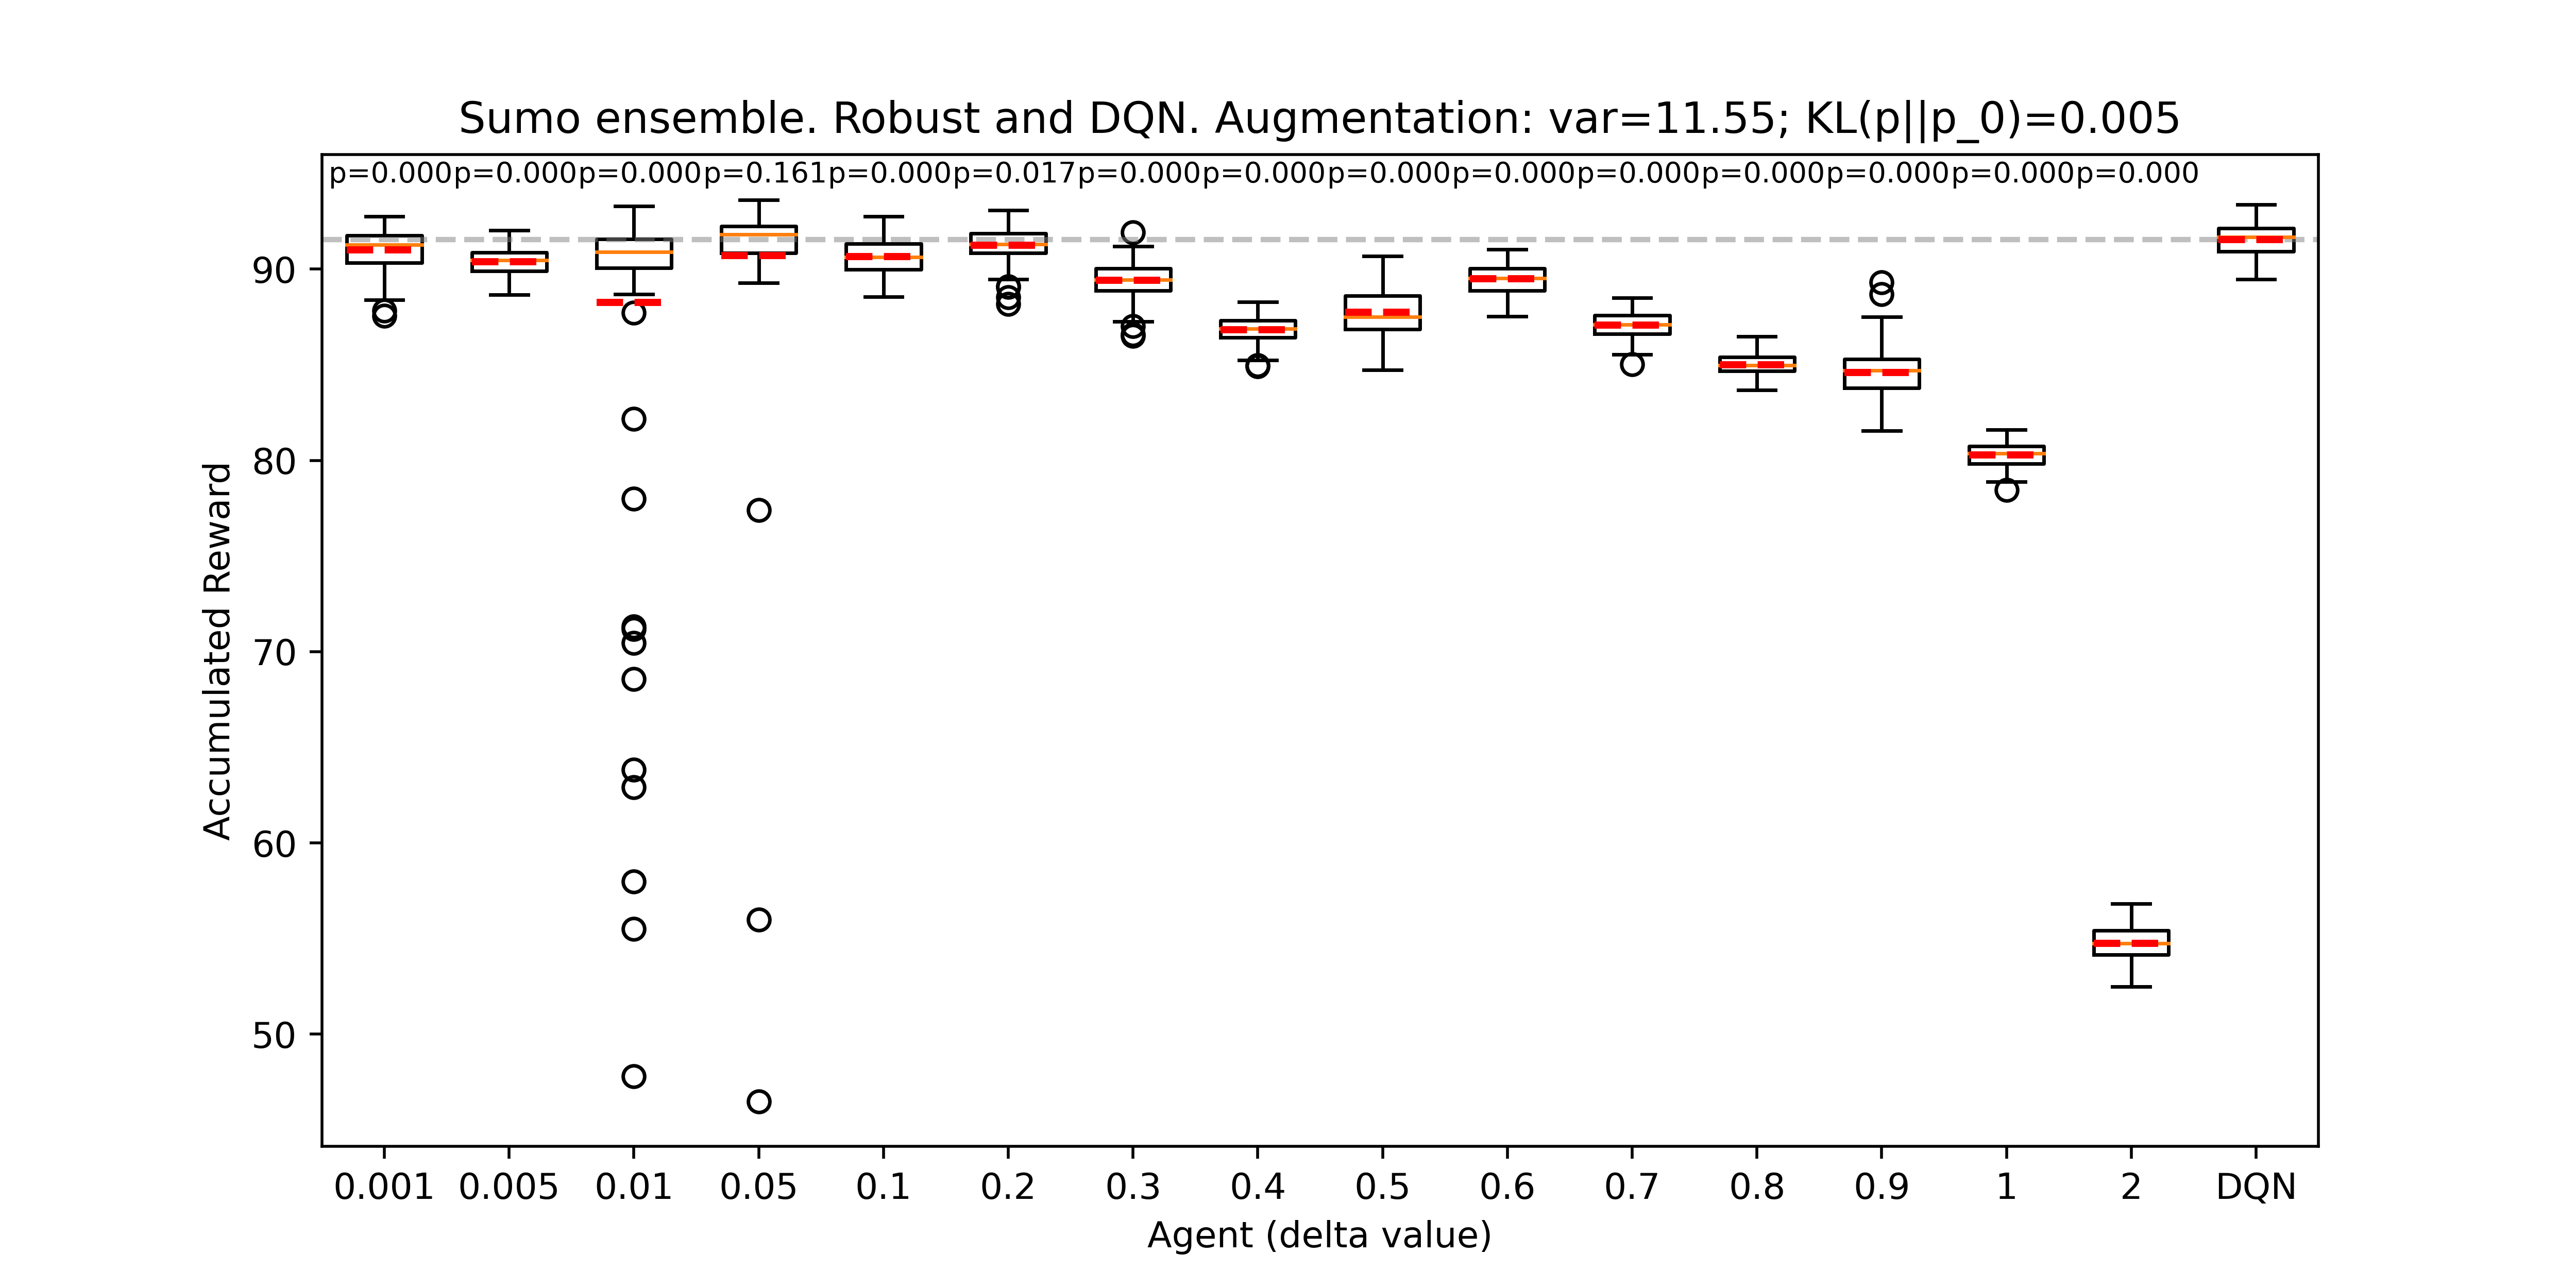 Sumo ensemble. Robust and DQN. Augmentation: var=11.55; KL(p||p_0)=0.005
p=0.000p=0.000p=0.000p=0.161p=0.000p=0.017p=0.000p=0.000p=0.000p=0.000p=0.000p=0.000p=0.000p=0.000p=0.000
90
80
70
60
50
Accumulated Reward
0.001 0.005 0.01 0.05 0.1 0.2 0.3 0.4 0.5 0.6 0.7 0.8 0.9 1 2 DQN
Agent (delta value)